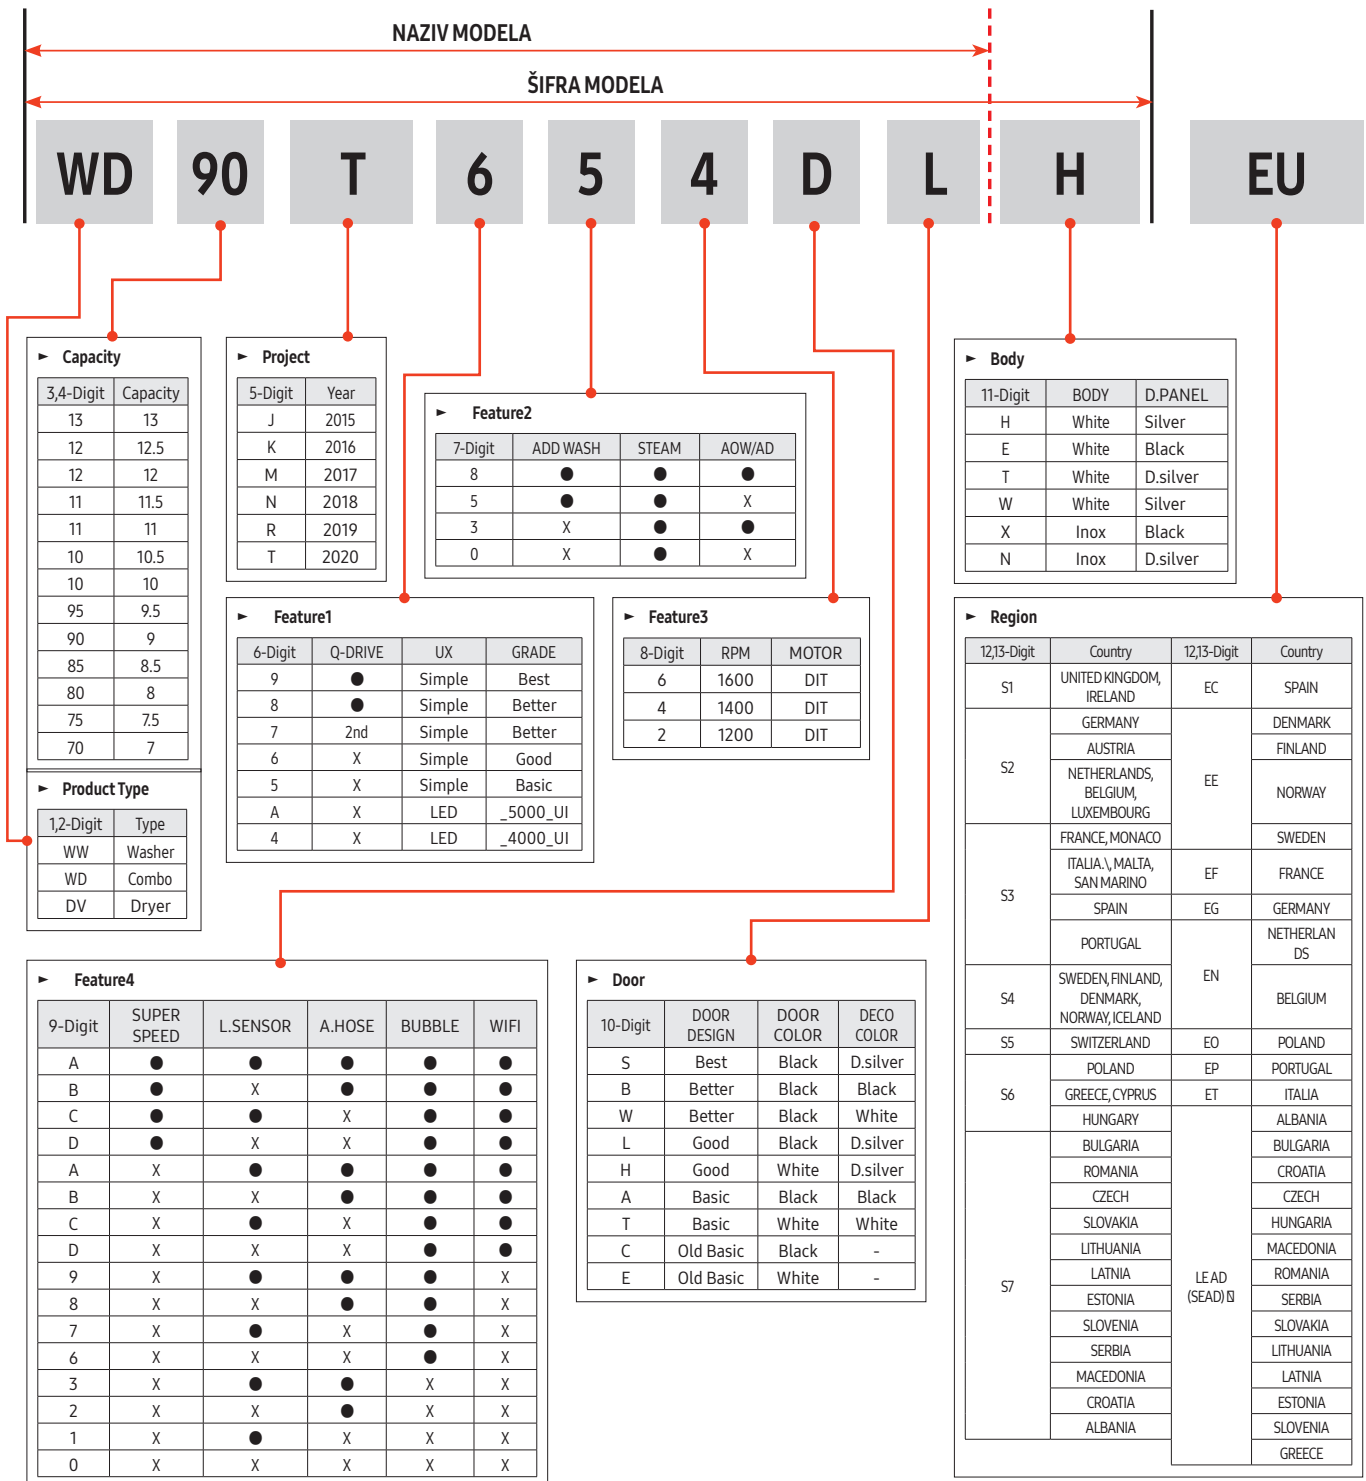 NAZIV MODELA
ŠIFRA MODELA
WD 90 T 6 5 4 D L H EU
► Capacity
3,4-Digit Capacity
13 13
12 12.5
12 12
11 11.5
11 11
10 10.5
10 10
95 9.5
90 9
85 8.5
80 8
75 7.5
70 7
► Product Type
1,2-Digit Type
WW Washer
WD Combo
DV Dryer
► Project
5-Digit Year
J 2015
K 2016
M 2017
N 2018
R 2019
T 2020
► Feature2
7-Digit ADD WASH STEAM AOW/AD
8 ● ● ●
5 ● ● X
3 X ● ●
0 X ● X
► Feature1
6-Digit Q-DRIVE UX GRADE
9 ● Simple Best
8 ● Simple Better
7 2nd Simple Better
6 X Simple Good
5 X Simple Basic
A X LED _5000_UI
4 X LED _4000_UI
► Feature3
8-Digit RPM MOTOR
6 1600 DIT
4 1400 DIT
2 1200 DIT
► Body
11-Digit BODY D.PANEL
H White Silver
E White Black
T White D.silver
W White Silver
X Inox Black
N Inox D.silver
► Feature4
9-Digit SUPER SPEED L.SENSOR A.HOSE BUBBLE WIFI
A ● ● ● ● ●
B ● X ● ● ●
C ● ● X ● ●
D ● X X ● ●
A X ● ● ● ●
B X X ● ● ●
C X ● X ● ●
D X X X ● ●
9 X ● ● ● X
8 X X ● ● X
7 X ● X ● X
6 X X X ● X
3 X ● ● X X
2 X X ● X X
1 X ● X X X
0 X X X X X
► Door
10-Digit DOOR DESIGN DOOR COLOR DECO COLOR
S Best Black D.silver
B Better Black Black
W Better Black White
L Good Black D.silver
H Good White D.silver
A Basic Black Black
T Basic White White
C Old Basic Black -
E Old Basic White -
► Region
12,13-Digit Country 12,13-Digit Country
S1 UNITED KINGDOM, IRELAND EC SPAIN
S2 GERMANY EE DENMARK
AUSTRIA FINLAND
NETHERLANDS, BELGIUM, LUXEMBOURG NORWAY
S3 FRANCE, MONACO SWEDEN
ITALIA.\, MALTA, SAN MARINO EF FRANCE
SPAIN EG GERMANY
PORTUGAL EN NETHERLAN DS
S4 SWEDEN, FINLAND, DENMARK, NORWAY, ICELAND BELGIUM
S5 SWITZERLAND EO POLAND
S6 POLAND EP PORTUGAL
GREECE, CYPRUS ET ITALIA
HUNGARY LE AD (SEAD) ALBANIA
S7 BULGARIA BULGARIA
ROMANIA CROATIA
CZECH CZECH
SLOVAKIA HUNGARIA
LITHUANIA MACEDONIA
LATNIA ROMANIA
ESTONIA SERBIA
SLOVENIA SLOVAKIA
SERBIA LITHUANIA
MACEDONIA LATNIA
CROATIA ESTONIA
ALBANIA SLOVENIA
GREECE